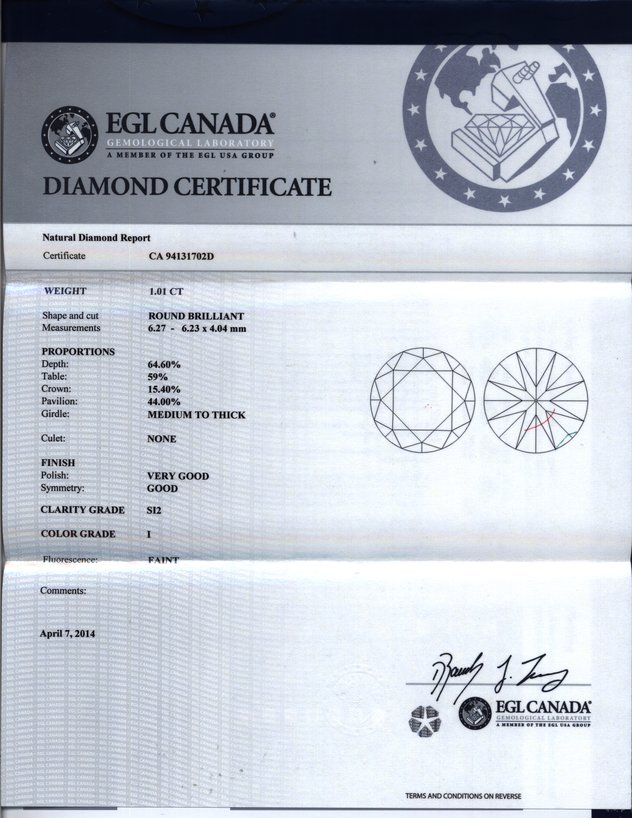 EGL CANADA®
GEMOLOGICAL LABORATORY
A MEMBER OF THE EGL USA GROUP
DIAMOND CERTIFICATE
Natural Diamond Report
Certificate CA 94131702D
WEIGHT 1.01 CT
Shape and cut ROUND BRILLIANT
Measurements 6.27 - 6.23 x 4.04 mm
PROPORTIONS
Depth: 64.60%
Table: 59%
Crown: 15.40%
Pavilion: 44.00%
Girdle: MEDIUM TO THICK
Culet: NONE
FINISH
Polish: VERY GOOD
Symmetry: GOOD
CLARITY GRADE SI2
COLOR GRADE I
Fluorescence: FAINT
Comments:
April 7, 2014
EGL CANADA®
GEMOLOGICAL LABORATORY
A MEMBER OF THE EGL USA GROUP
TERMS AND CONDITIONS ON REVERSE